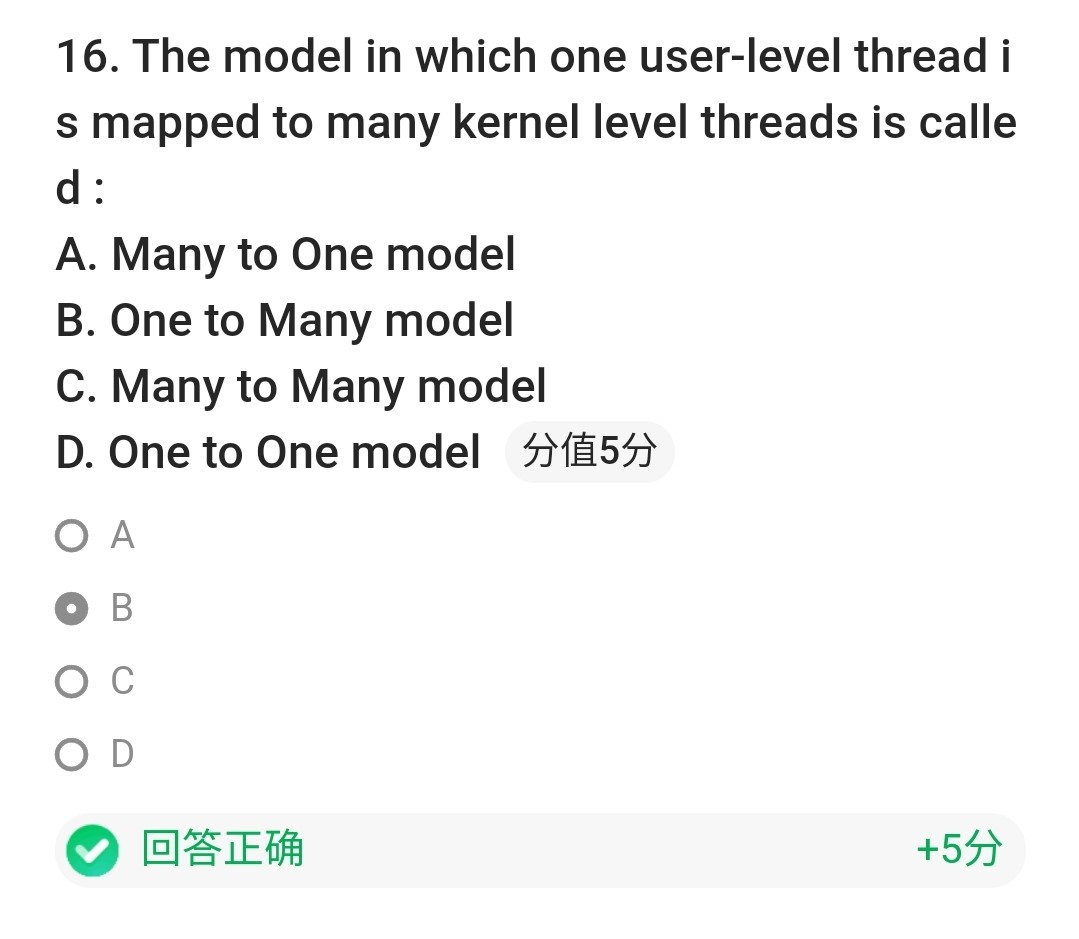 16. The model in which one user-level thread i
s mapped to many kernel level threads is calle
d :
A. Many to One model
B. One to Many model
C. Many to Many model
D. One to One model 分值5分
A
B
C
D
回答正确 +5分